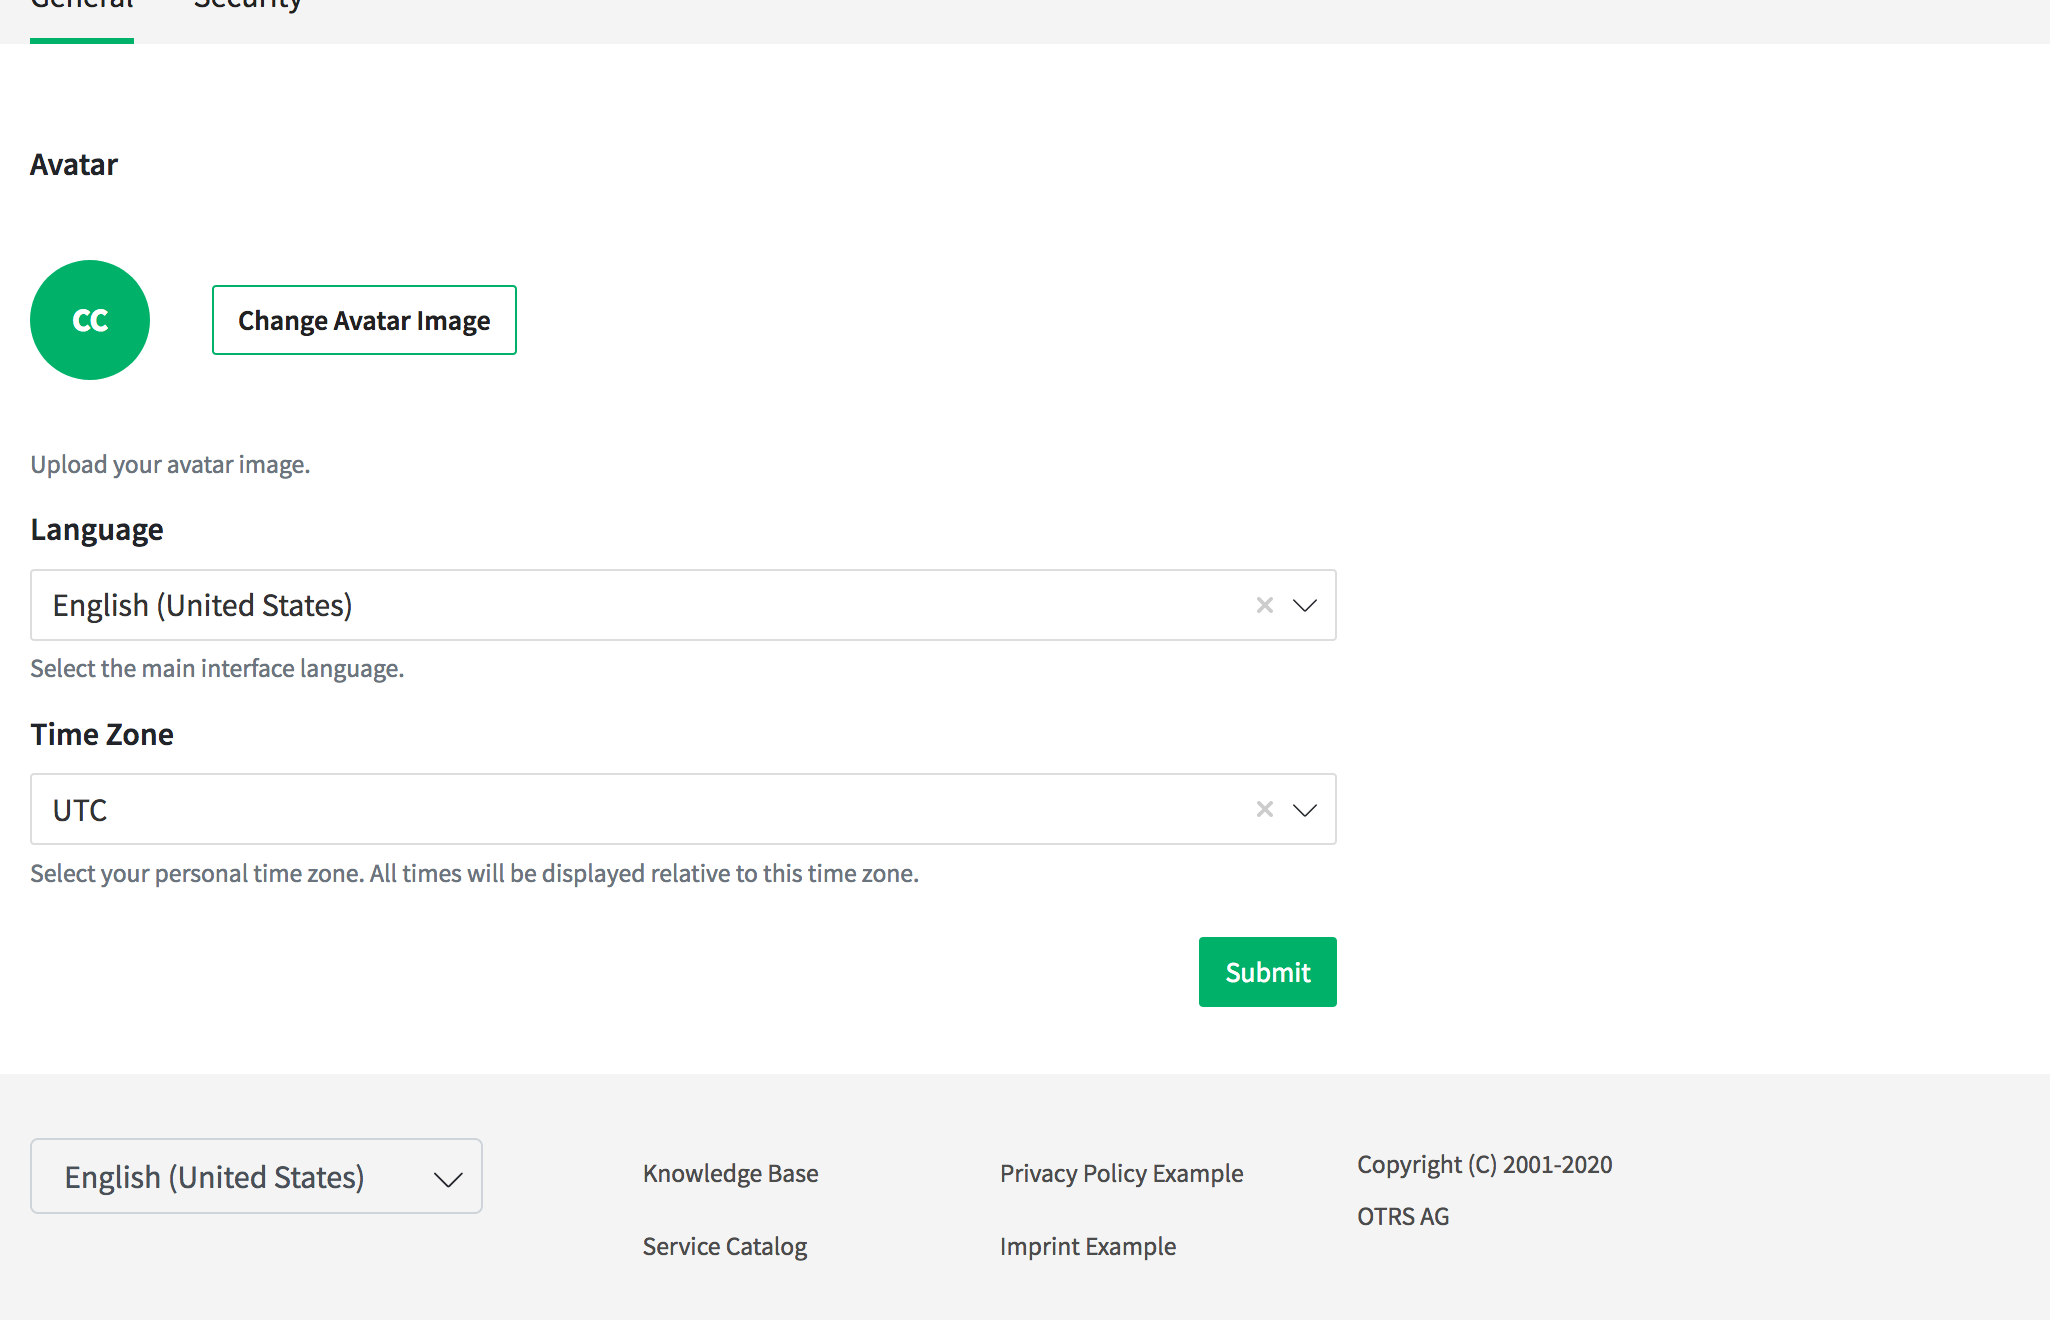 General Security
Avatar
CC
Change Avatar Image
Upload your avatar image.
Language
English (United States)
Select the main interface language.
Time Zone
UTC
Select your personal time zone. All times will be displayed relative to this time zone.
Submit
English (United States)
Knowledge Base
Service Catalog
Privacy Policy Example
Imprint Example
Copyright (C) 2001-2020
OTRS AG